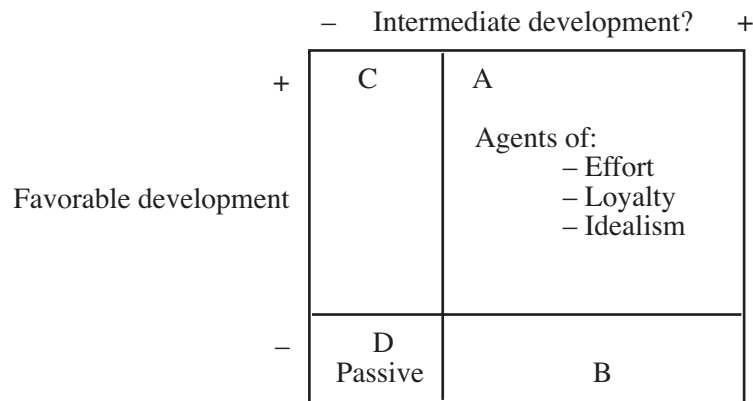 – Intermediate development? +
+ C A
Agents of:
– Effort
Favorable development – Loyalty
– Idealism
– D
Passive B